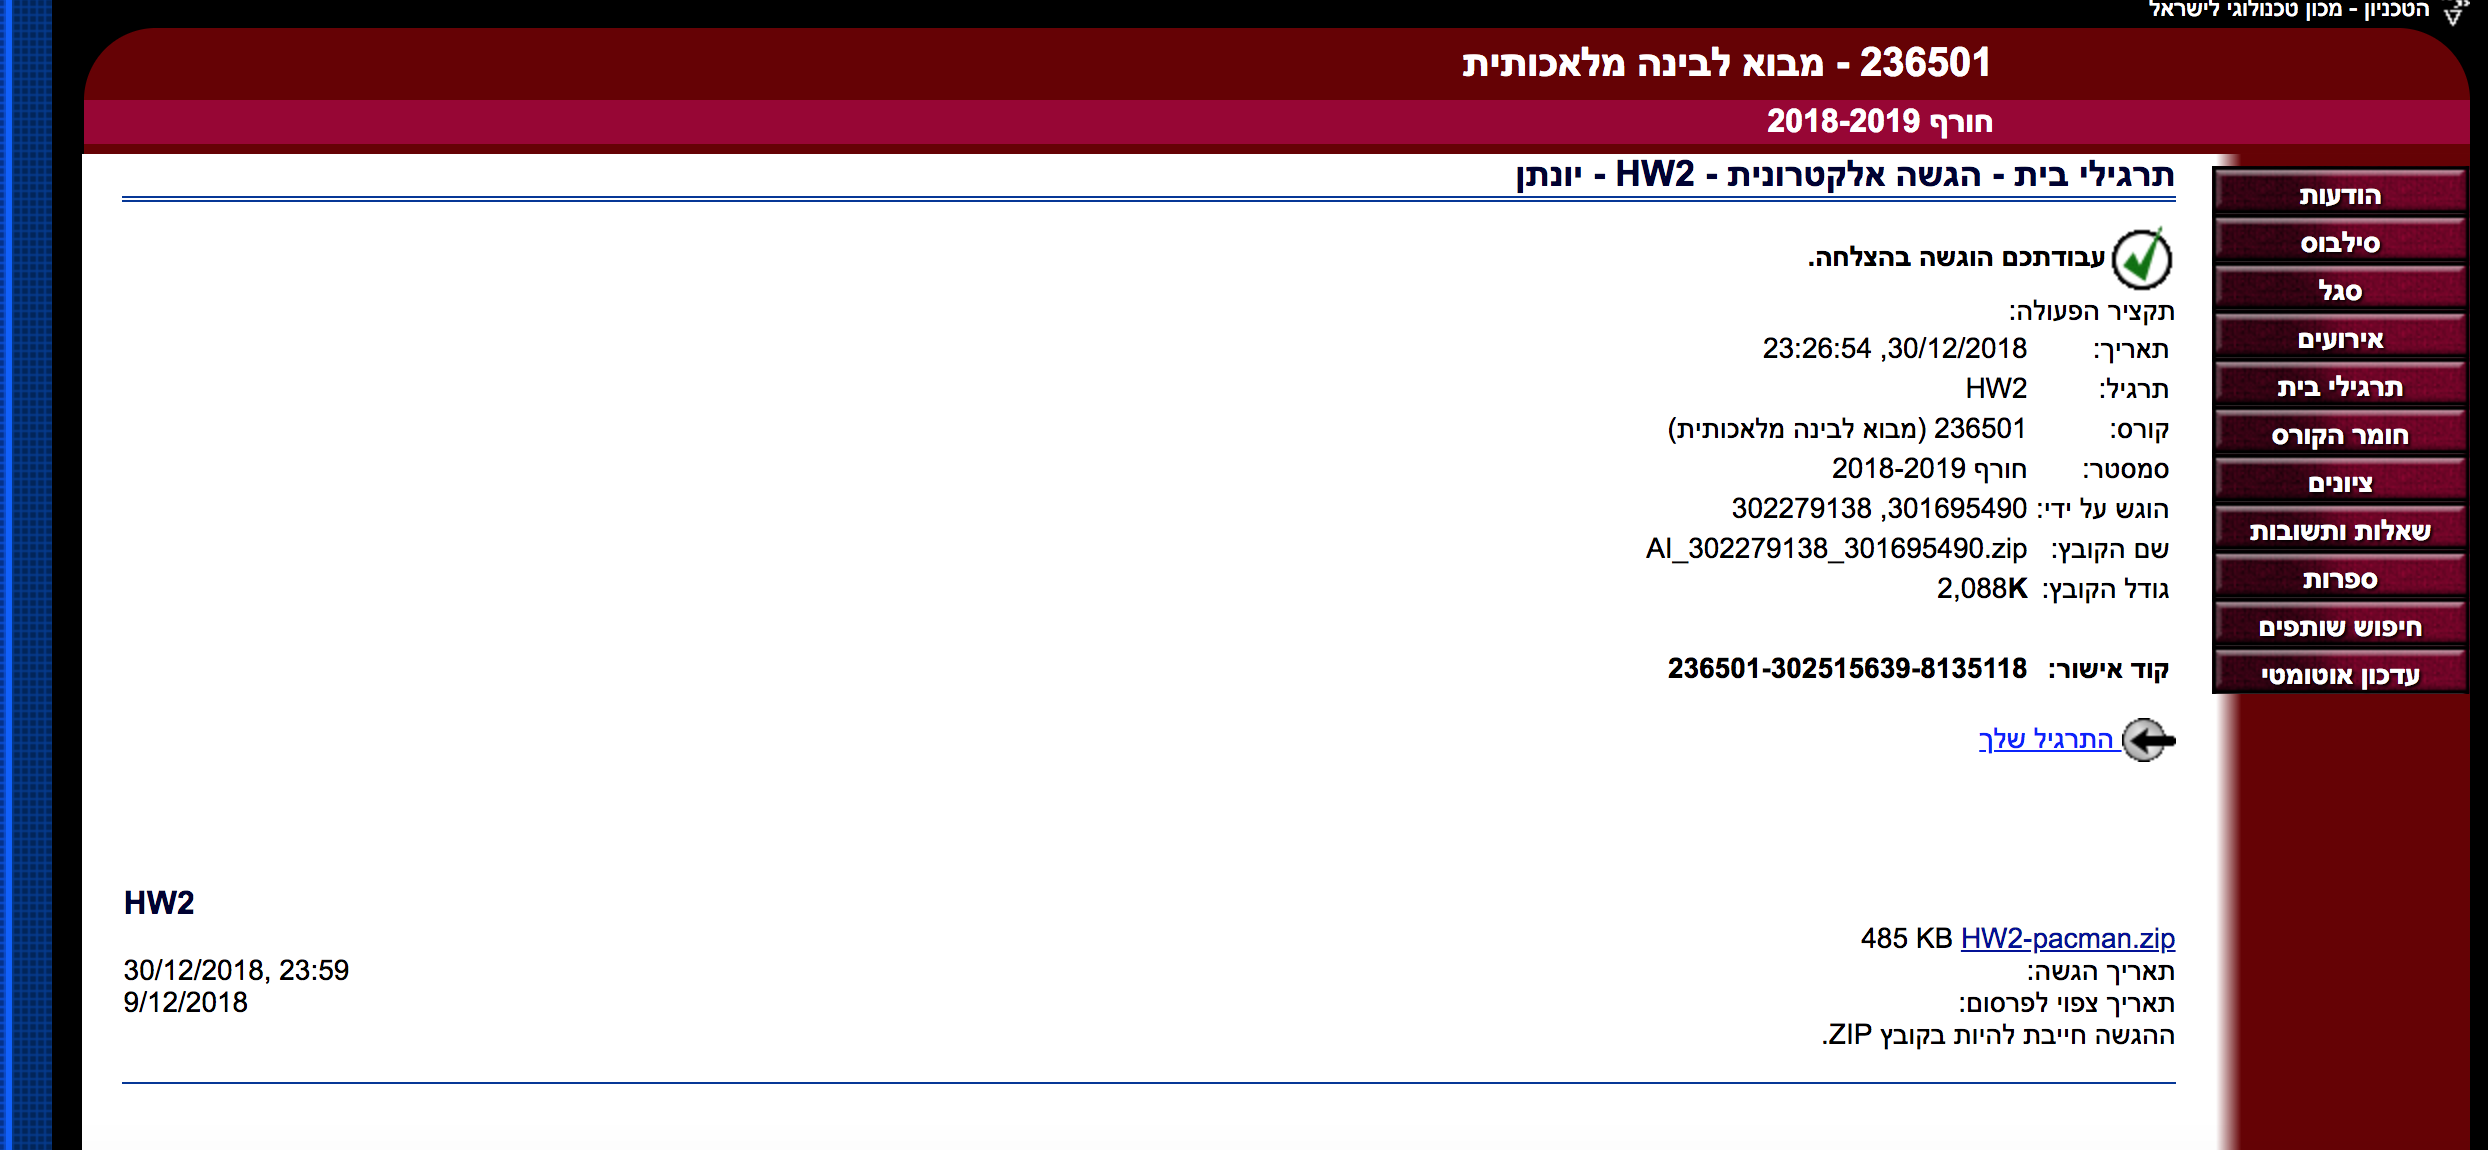 הטכניון - מכון טכנולוגי לישראל
236501 - מבוא לבינה מלאכותית
חורף 2018-2019
תרגילי בית - הגשה אלקטרונית - HW2 - יונתן
עבודתכם הוגשה בהצלחה.
תקציר הפעולה:
תאריך: 30/12/2018, 23:26:54
תרגיל: HW2
קורס: 236501 (מבוא לבינה מלאכותית)
סמסטר: חורף 2018-2019
הוגש על ידי: 301695490, 302279138
שם הקובץ: AI_302279138_301695490.zip
גודל הקובץ: 2,088K
קוד אישור: 236501-302515639-8135118
התרגיל שלך
HW2
HW2-pacman.zip 485 KB
תאריך הגשה: 30/12/2018, 23:59
תאריך צפוי לפרסום: 9/12/2018
ההגשה חייבת להיות בקובץ ZIP.
הודעות
סילבוס
סגל
אירועים
תרגילי בית
חומר הקורס
ציונים
שאלות ותשובות
ספרות
חיפוש שותפים
עדכון אוטומטי